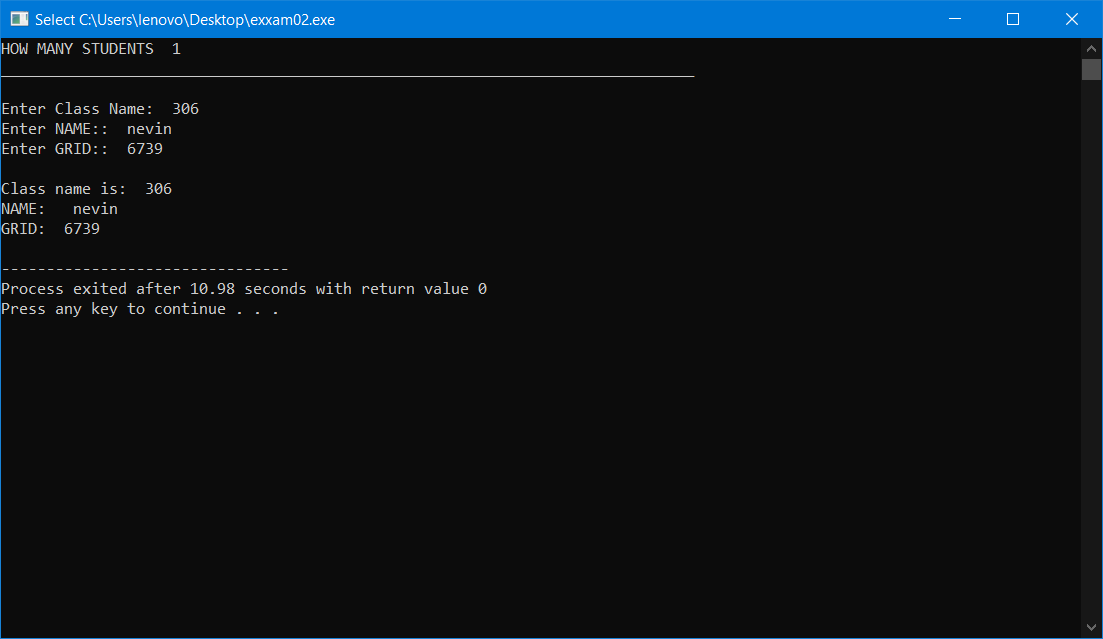 Select C:\Users\lenovo\Desktop\exxam02.exe
HOW MANY STUDENTS  1
_____________________________________________________________________________
Enter Class Name:  306
Enter NAME::  nevin
Enter GRID::  6739
Class name is:  306
NAME:   nevin
GRID:  6739
--------------------------------
Process exited after 10.98 seconds with return value 0
Press any key to continue . . .